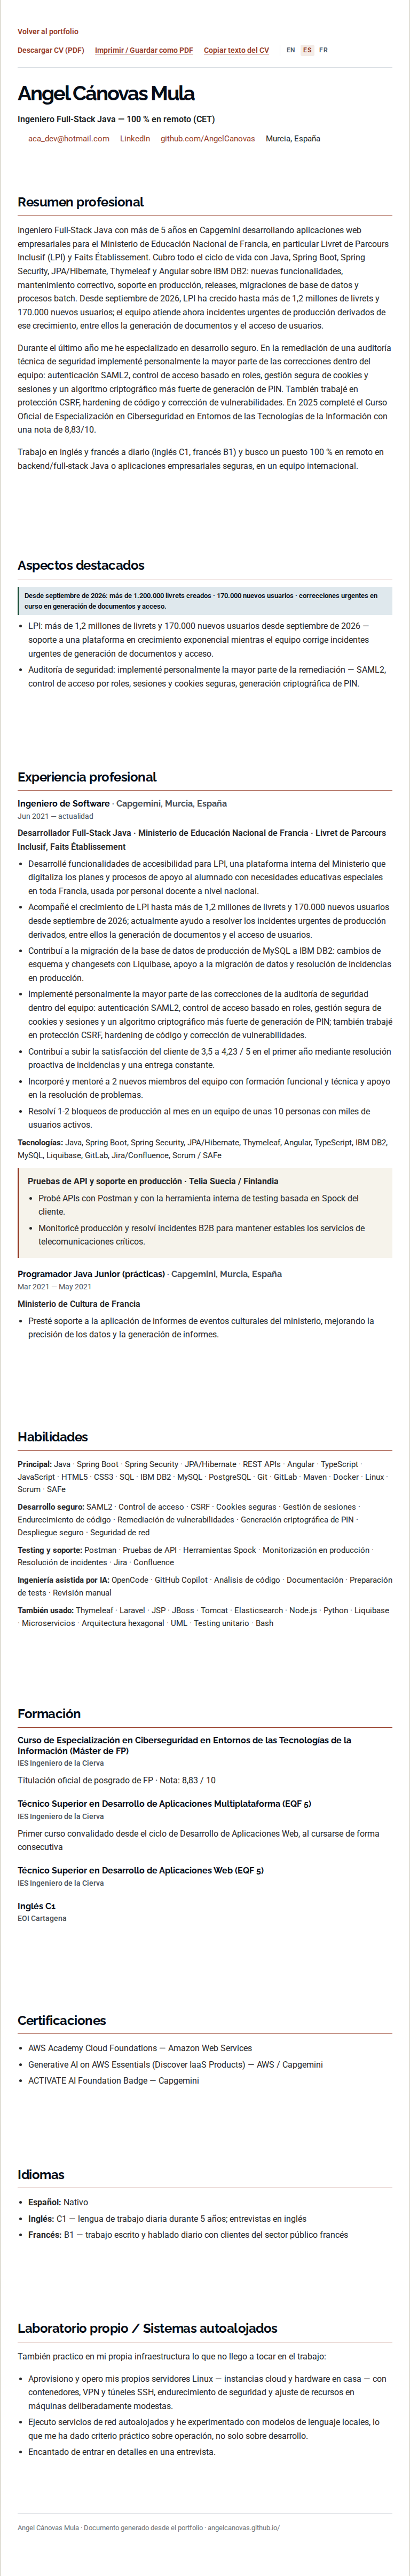 Volver al portfolio
Descargar CV (PDF) Imprimir / Guardar como PDF Copiar texto del CV EN ES FR
Angel Cánovas Mula
Ingeniero Full-Stack Java — 100 % en remoto (CET)
aca_dev@hotmail.com LinkedIn github.com/AngelCanovas Murcia, España
Resumen profesional
Ingeniero Full-Stack Java con más de 5 años en Capgemini desarrollando aplicaciones web
empresariales para el Ministerio de Educación Nacional de Francia, en particular Livret de Parcours
Inclusif (LPI) y Faits Établissement. Cubro todo el ciclo de vida con Java, Spring Boot, Spring
Security, JPA/Hibernate, Thymeleaf y Angular sobre IBM DB2: nuevas funcionalidades,
mantenimiento correctivo, soporte en producción, releases, migraciones de base de datos y
procesos batch. Desde septiembre de 2026, LPI ha crecido hasta más de 1,2 millones de livrets y
170.000 nuevos usuarios; el equipo atiende ahora incidentes urgentes de producción derivados de
ese crecimiento, entre ellos la generación de documentos y el acceso de usuarios.
Durante el último año me he especializado en desarrollo seguro. En la remediación de una auditoría
técnica de seguridad implementé personalmente la mayor parte de las correcciones dentro del
equipo: autenticación SAML2, control de acceso basado en roles, gestión segura de cookies y
sesiones y un algoritmo criptográfico más fuerte de generación de PIN. También trabajé en
protección CSRF, hardening de código y corrección de vulnerabilidades. En 2025 completé el Curso
Oficial de Especialización en Ciberseguridad en Entornos de las Tecnologías de la Información con
una nota de 8,83/10.
Trabajo en inglés y francés a diario (inglés C1, francés B1) y busco un puesto 100 % en remoto en
backend/full-stack Java o aplicaciones empresariales seguras, en un equipo internacional.
Aspectos destacados
Desde septiembre de 2026: más de 1.200.000 livrets creados · 170.000 nuevos usuarios · correcciones urgentes en
curso en generación de documentos y acceso.
• LPI: más de 1,2 millones de livrets y 170.000 nuevos usuarios desde septiembre de 2026 —
soporte a una plataforma en crecimiento exponencial mientras el equipo corrige incidentes
urgentes de generación de documentos y acceso.
• Auditoría de seguridad: implementé personalmente la mayor parte de la remediación — SAML2,
control de acceso por roles, sesiones y cookies seguras, generación criptográfica de PIN.
Experiencia profesional
Ingeniero de Software · Capgemini, Murcia, España
Jun 2021 — actualidad
Desarrollador Full-Stack Java · Ministerio de Educación Nacional de Francia · Livret de Parcours
Inclusif, Faits Établissement
• Desarrollé funcionalidades de accesibilidad para LPI, una plataforma interna del Ministerio que
digitaliza los planes y procesos de apoyo al alumnado con necesidades educativas especiales
en toda Francia, usada por personal docente a nivel nacional.
• Acompañé el crecimiento de LPI hasta más de 1,2 millones de livrets y 170.000 nuevos usuarios
desde septiembre de 2026; actualmente ayudo a resolver los incidentes urgentes de producción
derivados, entre ellos la generación de documentos y el acceso de usuarios.
• Contribuí a la migración de la base de datos de producción de MySQL a IBM DB2: cambios de
esquema y changesets con Liquibase, apoyo a la migración de datos y resolución de incidencias
en producción.
• Implementé personalmente la mayor parte de las correcciones de la auditoría de seguridad
dentro del equipo: autenticación SAML2, control de acceso basado en roles, gestión segura de
cookies y sesiones y un algoritmo criptográfico más fuerte de generación de PIN; también trabajé
en protección CSRF, hardening de código y corrección de vulnerabilidades.
• Contribuí a subir la satisfacción del cliente de 3,5 a 4,23 / 5 en el primer año mediante resolución
proactiva de incidencias y una entrega constante.
• Incorporé y mentoré a 2 nuevos miembros del equipo con formación funcional y técnica y apoyo
en la resolución de problemas.
• Resolví 1-2 bloqueos de producción al mes en un equipo de unas 10 personas con miles de
usuarios activos.
Tecnologías: Java, Spring Boot, Spring Security, JPA/Hibernate, Thymeleaf, Angular, TypeScript, IBM DB2,
MySQL, Liquibase, GitLab, Jira/Confluence, Scrum / SAFe
Pruebas de API y soporte en producción · Telia Suecia / Finlandia
• Probé APIs con Postman y con la herramienta interna de testing basada en Spock del
cliente.
• Monitoricé producción y resolví incidentes B2B para mantener estables los servicios de
telecomunicaciones críticos.
Programador Java Junior (prácticas) · Capgemini, Murcia, España
Mar 2021 — May 2021
Ministerio de Cultura de Francia
• Presté soporte a la aplicación de informes de eventos culturales del ministerio, mejorando la
precisión de los datos y la generación de informes.
Habilidades
Principal: Java · Spring Boot · Spring Security · JPA/Hibernate · REST APIs · Angular · TypeScript ·
JavaScript · HTML5 · CSS3 · SQL · IBM DB2 · MySQL · PostgreSQL · Git · GitLab · Maven · Docker · Linux ·
Scrum · SAFe
Desarrollo seguro: SAML2 · Control de acceso · CSRF · Cookies seguras · Gestión de sesiones ·
Endurecimiento de código · Remediación de vulnerabilidades · Generación criptográfica de PIN ·
Despliegue seguro · Seguridad de red
Testing y soporte: Postman · Pruebas de API · Herramientas Spock · Monitorización en producción ·
Resolución de incidentes · Jira · Confluence
Ingeniería asistida por IA: OpenCode · GitHub Copilot · Análisis de código · Documentación · Preparación
de tests · Revisión manual
También usado: Thymeleaf · Laravel · JSP · JBoss · Tomcat · Elasticsearch · Node.js · Python · Liquibase
· Microservicios · Arquitectura hexagonal · UML · Testing unitario · Bash
Formación
Curso de Especialización en Ciberseguridad en Entornos de las Tecnologías de la
Información (Máster de FP)
IES Ingeniero de la Cierva
Titulación oficial de posgrado de FP · Nota: 8,83 / 10
Técnico Superior en Desarrollo de Aplicaciones Multiplataforma (EQF 5)
IES Ingeniero de la Cierva
Primer curso convalidado desde el ciclo de Desarrollo de Aplicaciones Web, al cursarse de forma
consecutiva
Técnico Superior en Desarrollo de Aplicaciones Web (EQF 5)
IES Ingeniero de la Cierva
Inglés C1
EOI Cartagena
Certificaciones
• AWS Academy Cloud Foundations — Amazon Web Services
• Generative AI on AWS Essentials (Discover IaaS Products) — AWS / Capgemini
• ACTIVATE AI Foundation Badge — Capgemini
Idiomas
• Español: Nativo
• Inglés: C1 — lengua de trabajo diaria durante 5 años; entrevistas en inglés
• Francés: B1 — trabajo escrito y hablado diario con clientes del sector público francés
Laboratorio propio / Sistemas autoalojados
También practico en mi propia infraestructura lo que no llego a tocar en el trabajo:
• Aprovisiono y opero mis propios servidores Linux — instancias cloud y hardware en casa — con
contenedores, VPN y túneles SSH, endurecimiento de seguridad y ajuste de recursos en
máquinas deliberadamente modestas.
• Ejecuto servicios de red autoalojados y he experimentado con modelos de lenguaje locales, lo
que me ha dado criterio práctico sobre operación, no solo sobre desarrollo.
• Encantado de entrar en detalles en una entrevista.
Angel Cánovas Mula · Documento generado desde el portfolio · angelcanovas.github.io/